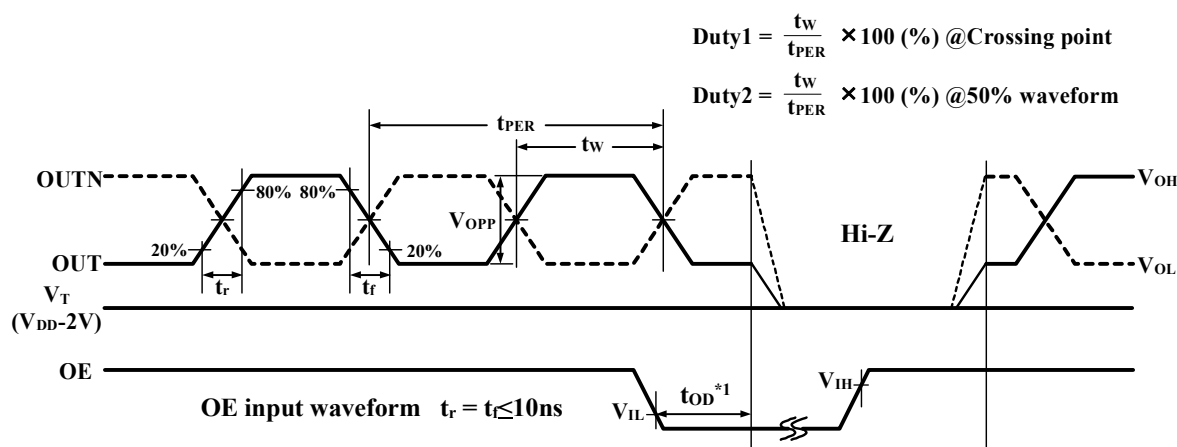 Duty1 = tW/tPER ×100 (%) @Crossing point
Duty2 = tW/tPER ×100 (%) @50% waveform
tPER
tW
OUTN
80% 80%
VOPP
VOH
Hi-Z
20%
20%
OUT
VOL
tr
tf
VT
(VDD-2V)
OE
VIH
tOD*1
OE input waveform tr = tf≤10ns
VIL